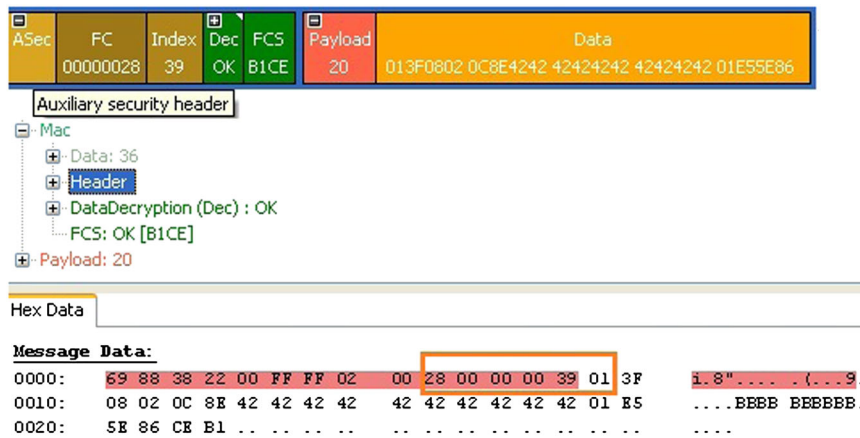 ASec FC Index Dec FCS Payload Data
00000028 39 OK B1CE 20 013F0802 0C8E4242 42424242 42424242 01E55E86
Auxiliary security header
Mac
Data: 36
Header
DataDecryption (Dec) : OK
FCS: OK [B1CE]
Payload: 20
Hex Data
Message Data:
0000: 69 88 38 22 00 FF FF 02 00 28 00 00 00 39 01 3F i.8".... .(...9.
0010: 08 02 0C 8E 42 42 42 42 42 42 42 42 42 42 01 E5 ....BBBB BBBBBB.
0020: 5E 86 CE B1 .. .. .. .. .. .. .. .. .. .. .. .. .... ....